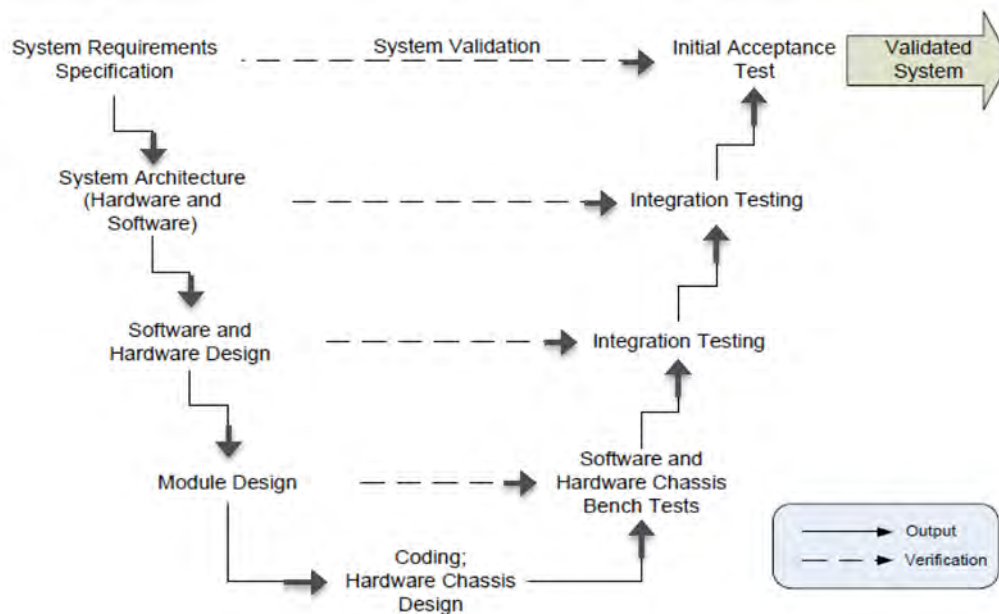 System Requirements
Specification
System Validation
Initial Acceptance
Test
Validated
System
System Architecture
(Hardware and
Software)
Integration Testing
Software and
Hardware Design
Integration Testing
Module Design
Software and
Hardware Chassis
Bench Tests
Coding;
Hardware Chassis
Design
Output
Verification